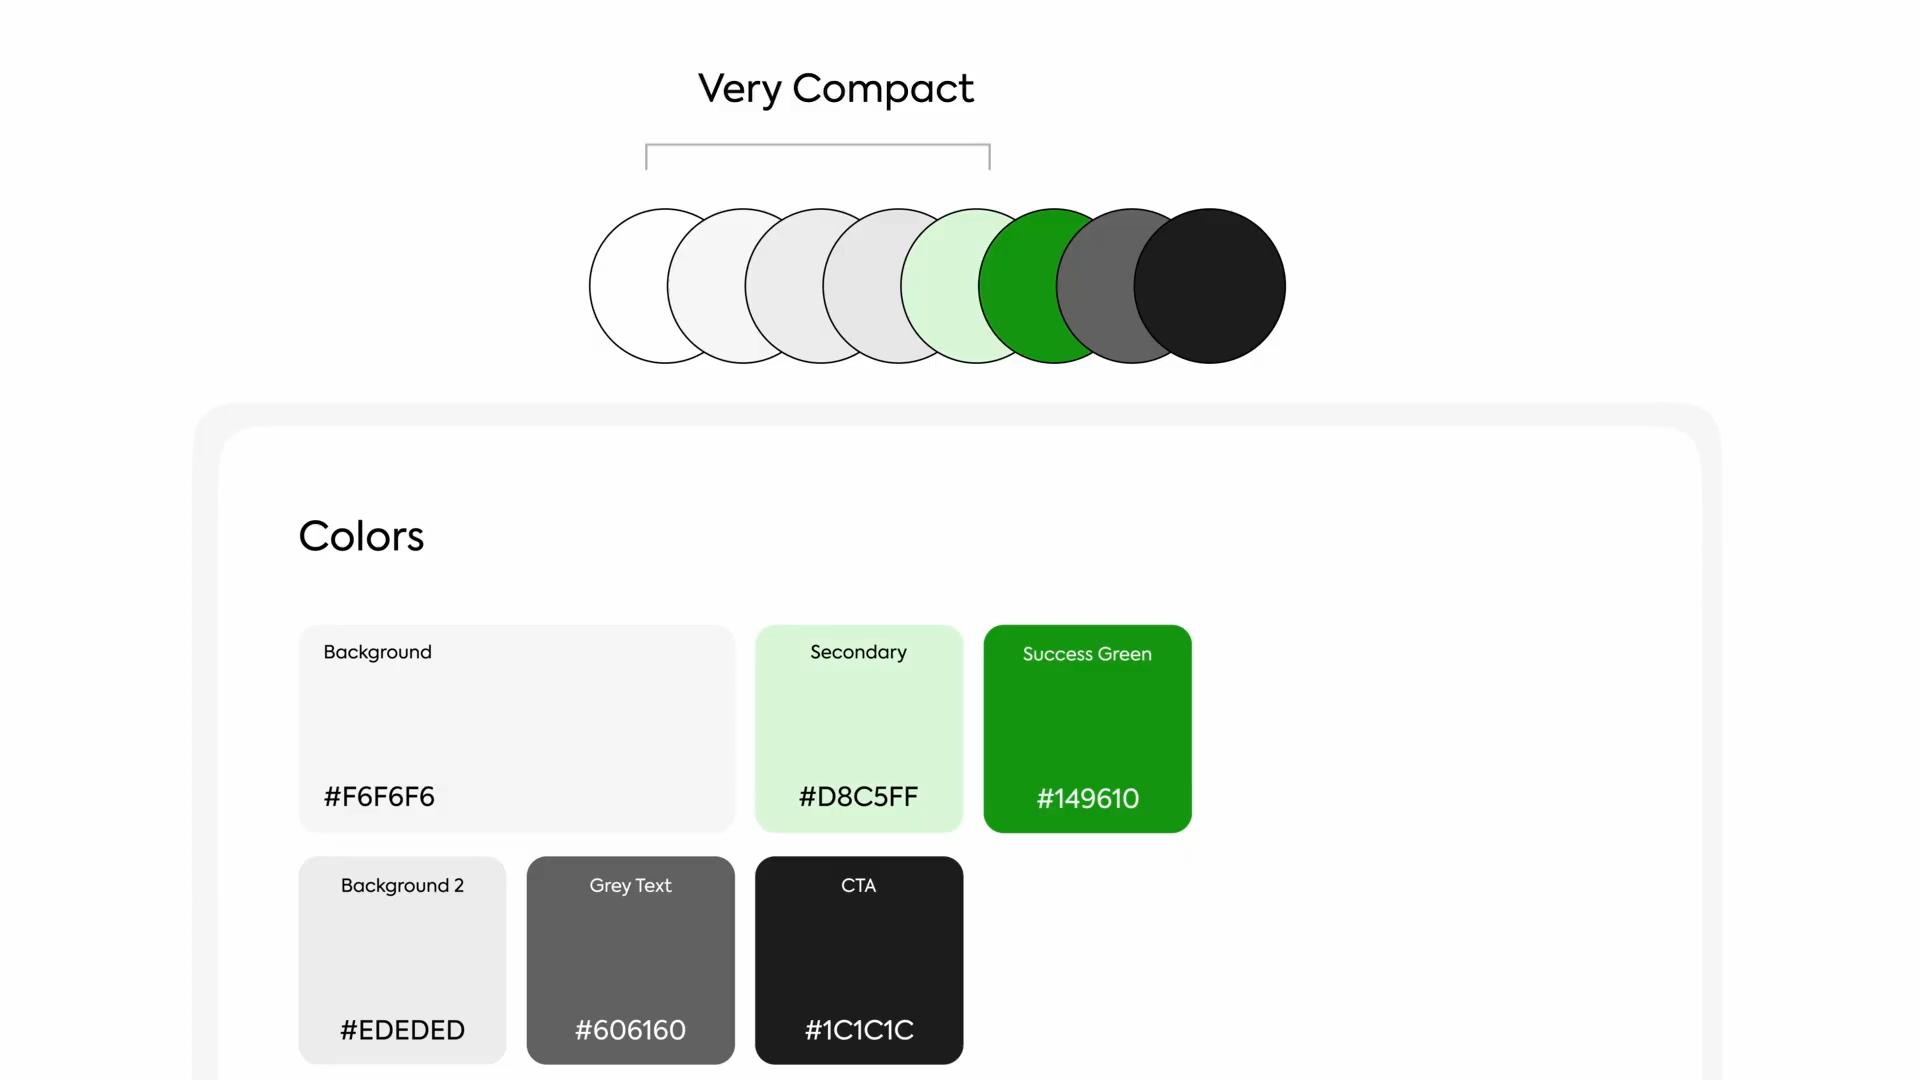 Very Compact
Colors
Background
Secondary
Success Green
#F6F6F6
#D8C5FF
#149610
Background 2
Grey Text
CTA
#EDEDED
#606160
#1C1C1C